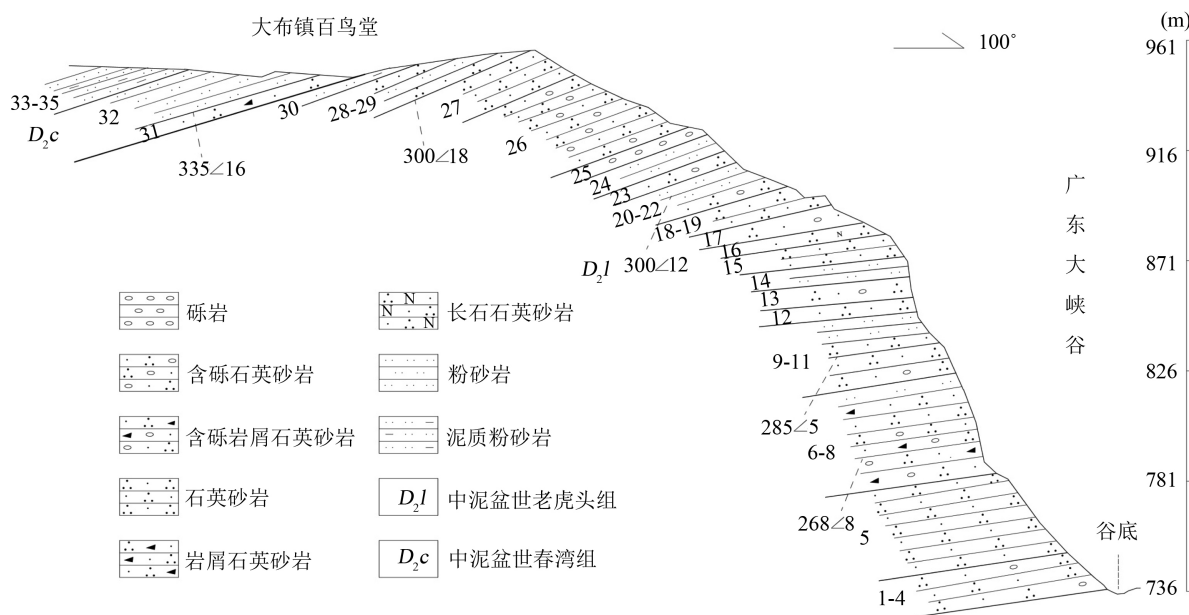 大布镇百鸟堂
100°
(m)
961
916
871
826
781
736
33-35
32
31
30
28-29
27
26
25
24
23
20-22
18-19
17
16
15
14
13
12
9-11
6-8
5
1-4
D₂c
335∠16
300∠18
D₂l
300∠12
285∠5
268∠8
N
广东大峡谷
谷底
砾岩
含砾石英砂岩
含砾岩屑石英砂岩
石英砂岩
岩屑石英砂岩
N
N
N
长石石英砂岩
粉砂岩
泥质粉砂岩
D₂l 中泥盆世老虎头组
D₂c 中泥盆世春湾组